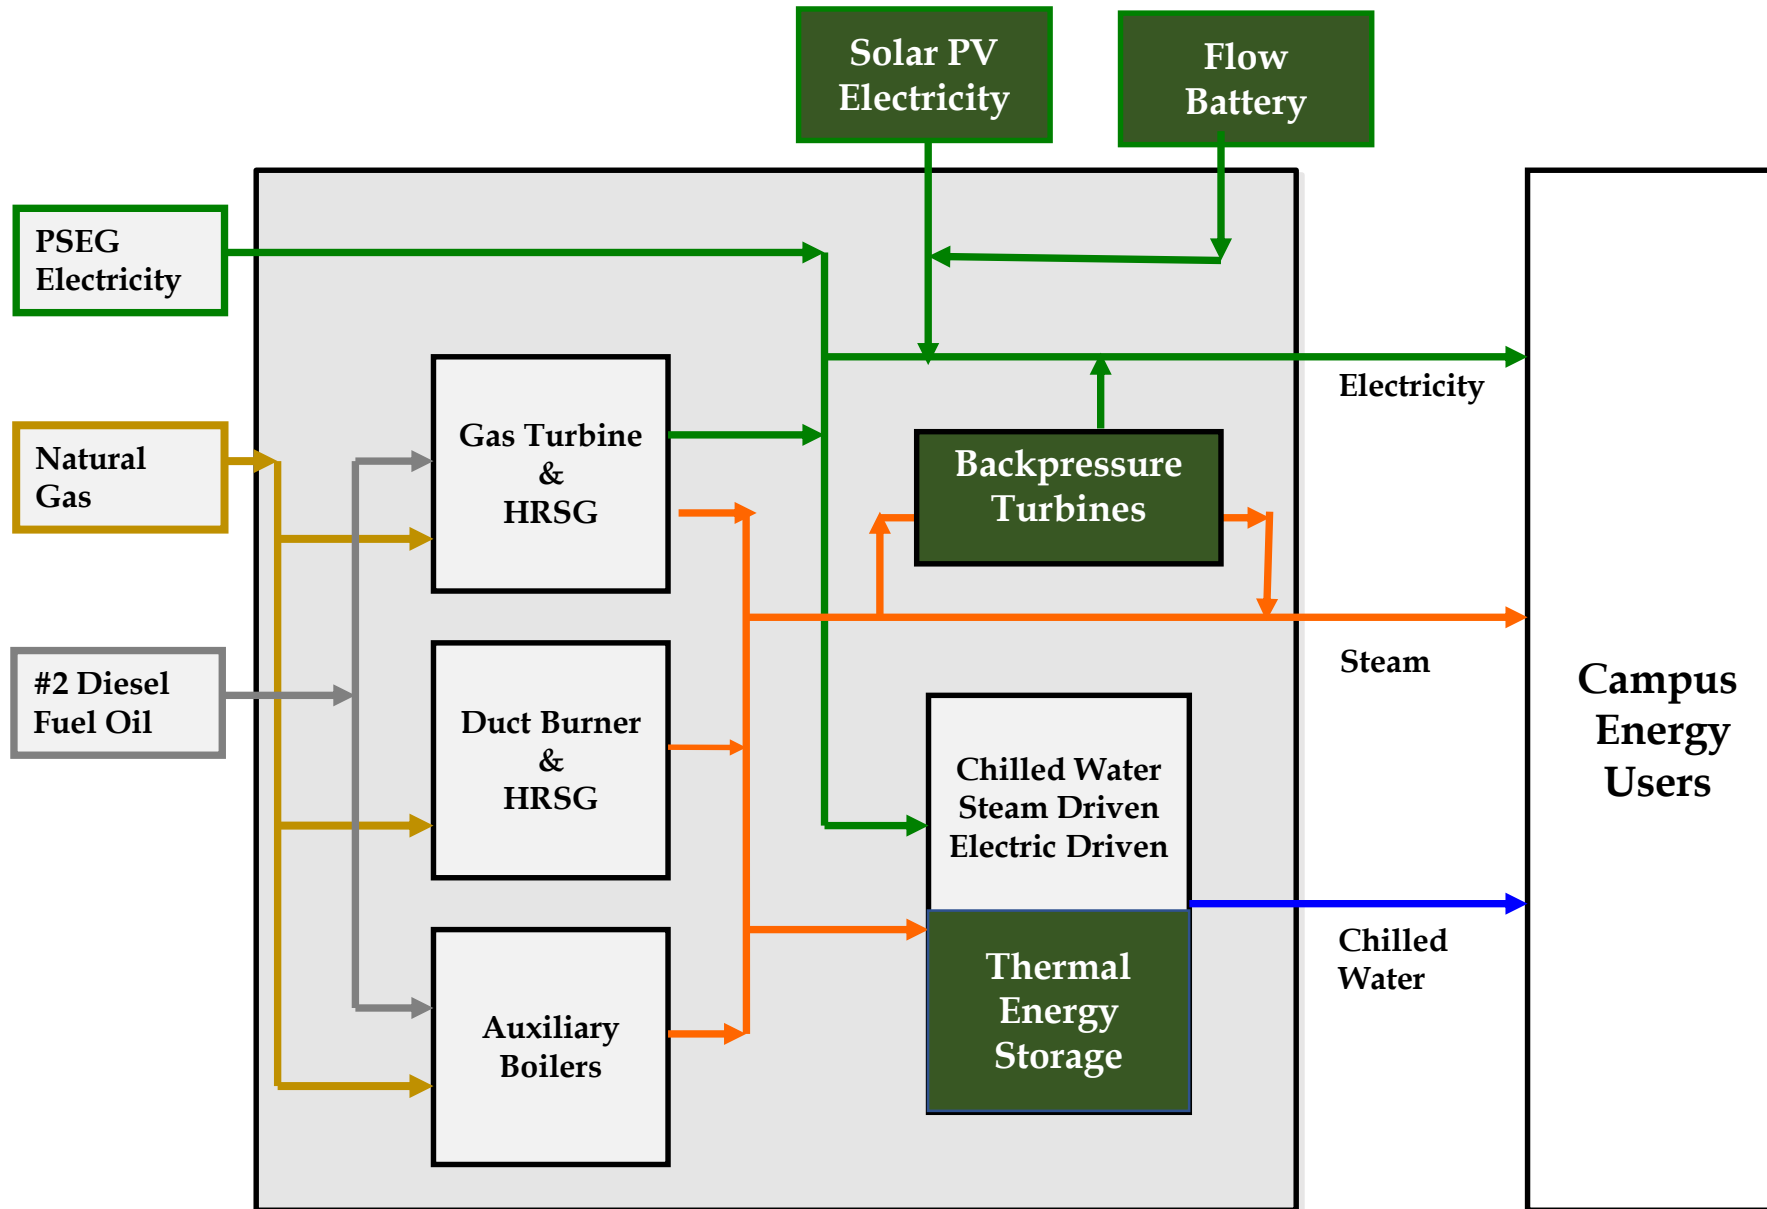 Solar PV
Electricity
Flow
Battery
PSEG
Electricity
Natural
Gas
#2 Diesel
Fuel Oil
Gas Turbine
&
HRSG
Duct Burner
&
HRSG
Auxiliary
Boilers
Backpressure
Turbines
Chilled Water
Steam Driven
Electric Driven
Thermal
Energy
Storage
Electricity
Steam
Chilled
Water
Campus
Energy
Users